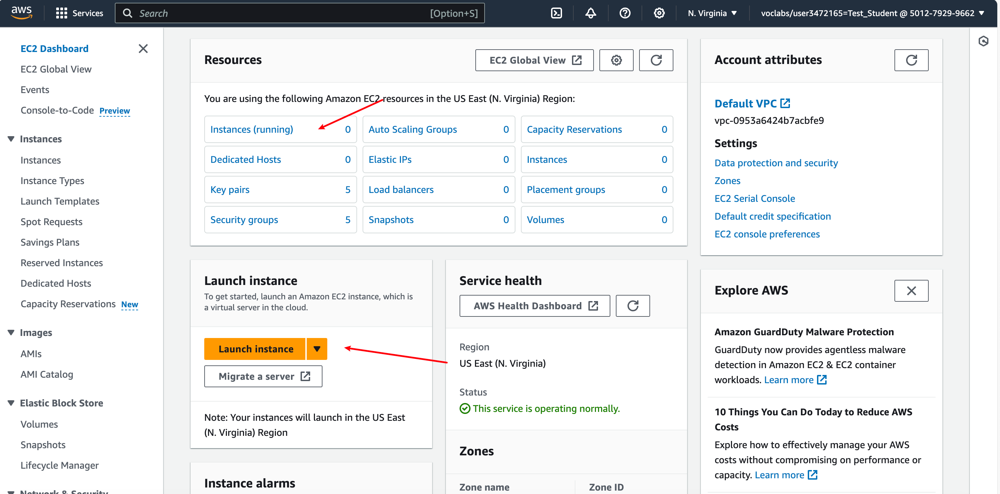 aws Services Search [Option+S] N. Virginia voclabs/user3472165=Test_Student @ 5012-7929-9662
EC2 Dashboard
EC2 Global View
Events
Console-to-Code Preview
Instances
Instances
Instance Types
Launch Templates
Spot Requests
Savings Plans
Reserved Instances
Dedicated Hosts
Capacity Reservations New
Images
AMIs
AMI Catalog
Elastic Block Store
Volumes
Snapshots
Lifecycle Manager
Network & Security
Resources
EC2 Global View
You are using the following Amazon EC2 resources in the US East (N. Virginia) Region:
Instances (running) 0 Auto Scaling Groups 0 Capacity Reservations 0
Dedicated Hosts 0 Elastic IPs 0 Instances 0
Key pairs 5 Load balancers 0 Placement groups 0
Security groups 5 Snapshots 0 Volumes 0
Launch instance
To get started, launch an Amazon EC2 instance, which is
a virtual server in the cloud.
Launch instance
Migrate a server
Note: Your instances will launch in the US East
(N. Virginia) Region
Instance alarms
Service health
AWS Health Dashboard
Region
US East (N. Virginia)
Status
This service is operating normally.
Zones
Zone name Zone ID
Account attributes
Default VPC
vpc-0953a6424b7acbfe9
Settings
Data protection and security
Zones
EC2 Serial Console
Default credit specification
EC2 console preferences
Explore AWS
Amazon GuardDuty Malware Protection
GuardDuty now provides agentless malware
detection in Amazon EC2 & EC2 container
workloads. Learn more
10 Things You Can Do Today to Reduce AWS
Costs
Explore how to effectively manage your AWS
costs without compromising on performance or
capacity. Learn more